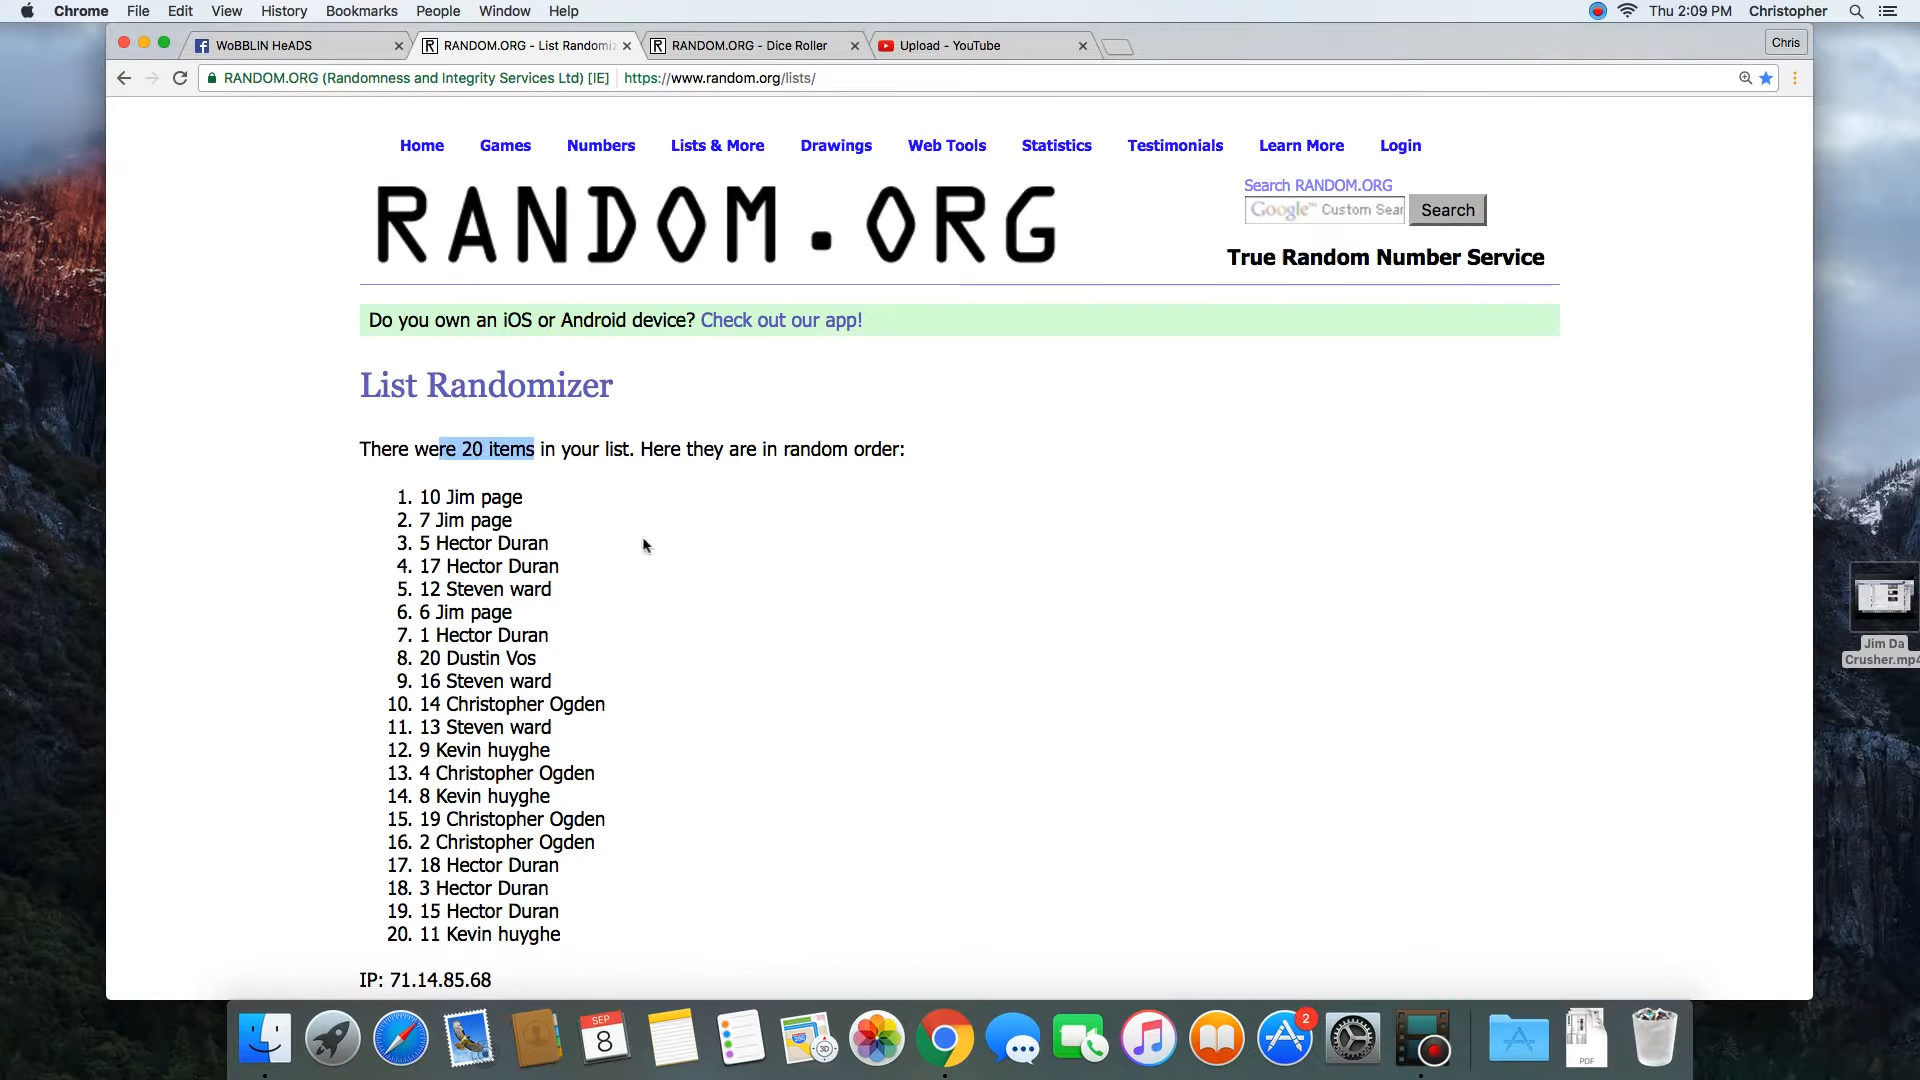 Chrome File Edit View History Bookmarks People Window Help Thu 2:09 PM Christopher
WoBBLIN HeADS RANDOM.ORG - List Randomiz RANDOM.ORG - Dice Roller Upload - YouTube Chris
RANDOM.ORG (Randomness and Integrity Services Ltd) [IE] https://www.random.org/lists/
Home Games Numbers Lists & More Drawings Web Tools Statistics Testimonials Learn More Login
RANDOM.ORG
Search RANDOM.ORG
Google™ Custom Sear Search
True Random Number Service
Do you own an iOS or Android device? Check out our app!
List Randomizer
There were 20 items in your list. Here they are in random order:
1. 10 Jim page
2. 7 Jim page
3. 5 Hector Duran
4. 17 Hector Duran
5. 12 Steven ward
6. 6 Jim page
7. 1 Hector Duran
8. 20 Dustin Vos
9. 16 Steven ward
10. 14 Christopher Ogden
11. 13 Steven ward
12. 9 Kevin huyghe
13. 4 Christopher Ogden
14. 8 Kevin huyghe
15. 19 Christopher Ogden
16. 2 Christopher Ogden
17. 18 Hector Duran
18. 3 Hector Duran
19. 15 Hector Duran
20. 11 Kevin huyghe
IP: 71.14.85.68
Jim Da
Crusher.mp4
SEP
8
280
3D
2
PDF